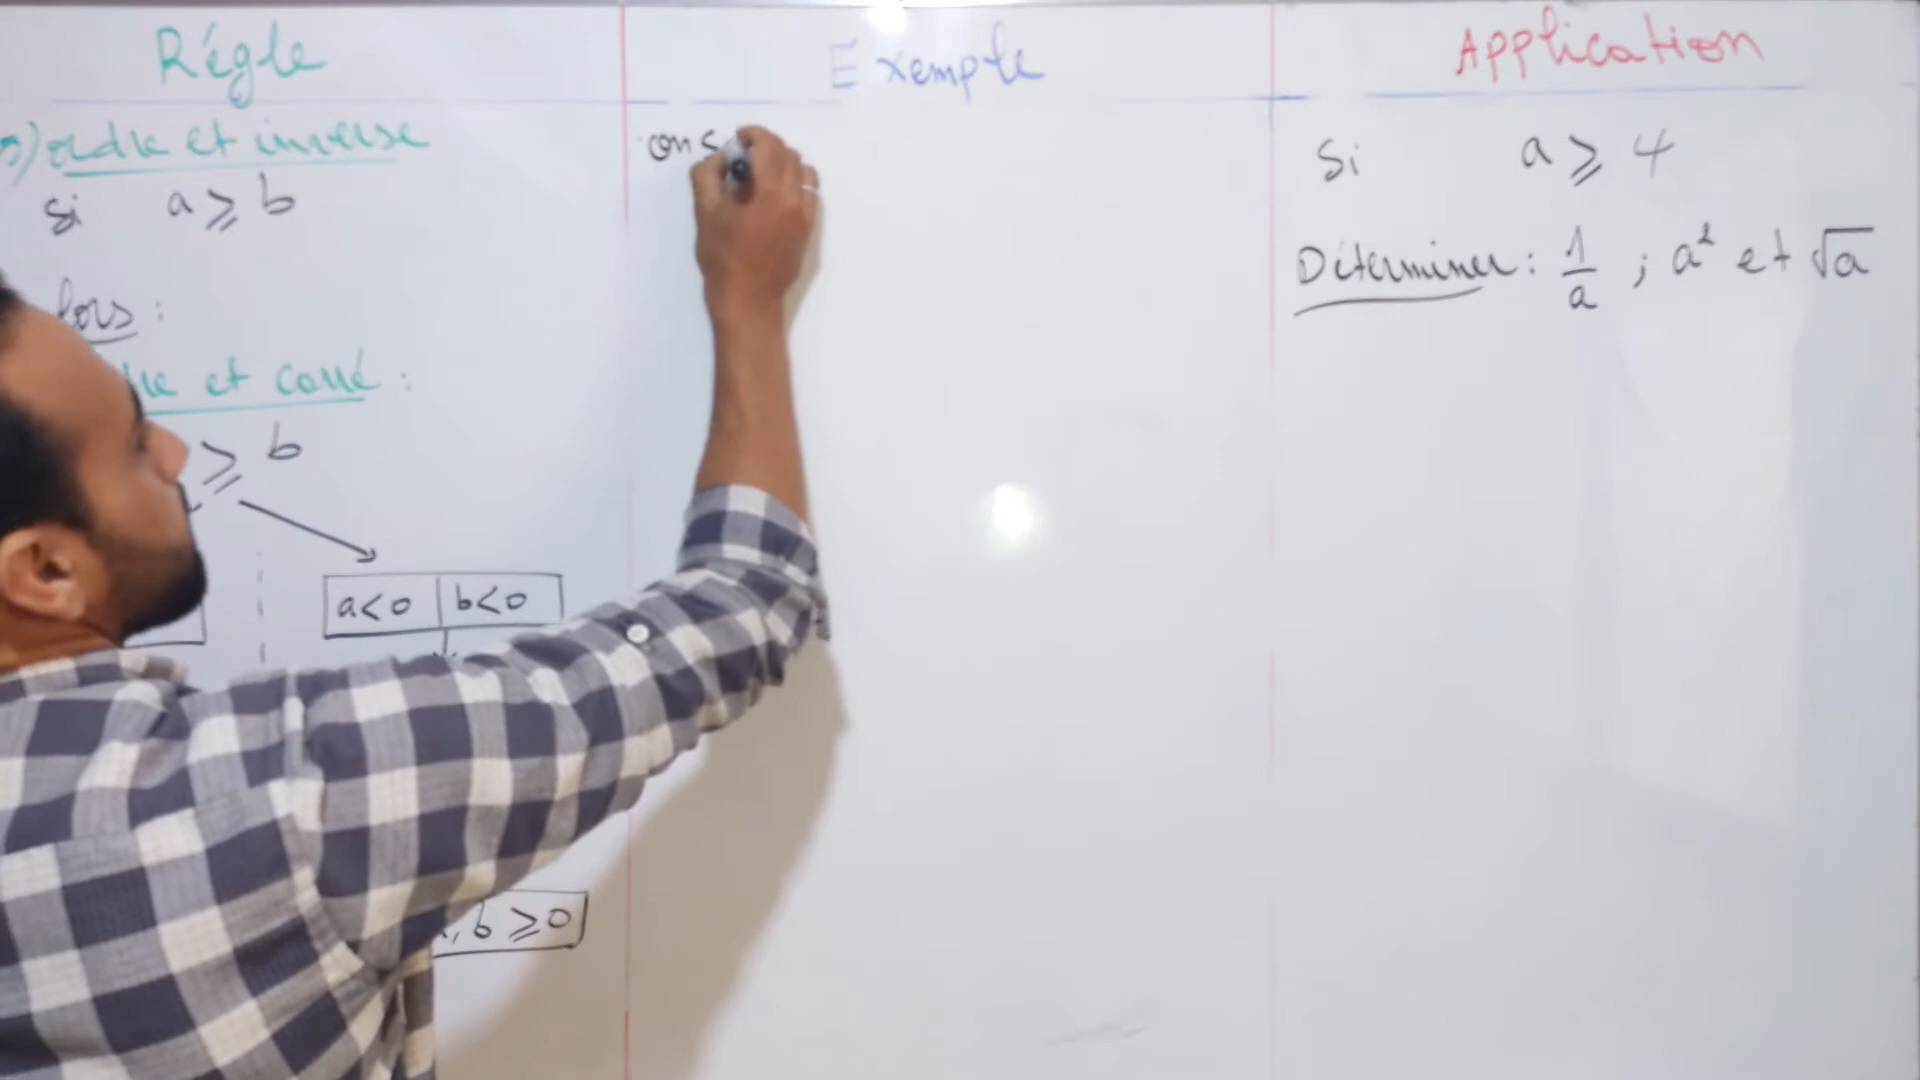 Régle
ordre et inverse
Si a ⩾ b
lors :
et carré :
⩾ b
a<0 | b<0
, b ⩾0
Exemple
ons
Application
Si a ⩾ 4
Déterminer : 1/a ; a² et √a